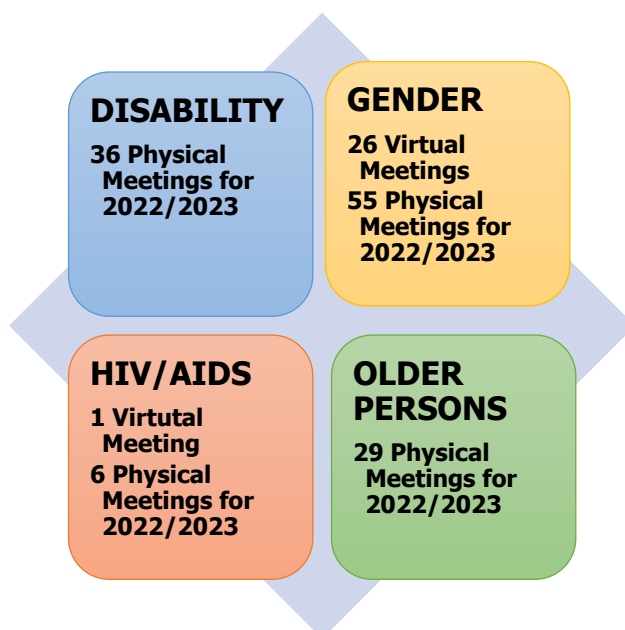 DISABILITY
36 Physical
Meetings for
2022/2023
GENDER
26 Virtual
Meetings
55 Physical
Meetings for
2022/2023
HIV/AIDS
1 Virtutal
Meeting
6 Physical
Meetings for
2022/2023
OLDER
PERSONS
29 Physical
Meetings for
2022/2023